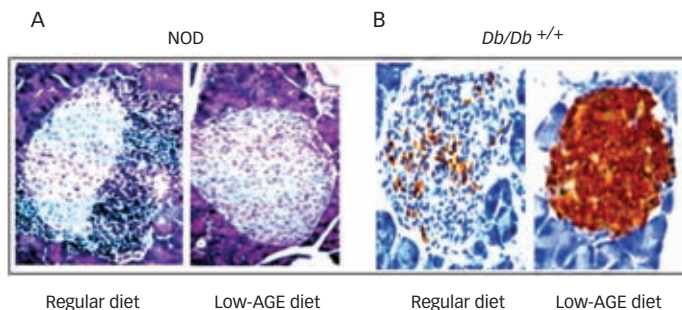 A
B
NOD
Db/Db +/+
Regular diet
Low-AGE diet
Regular diet
Low-AGE diet